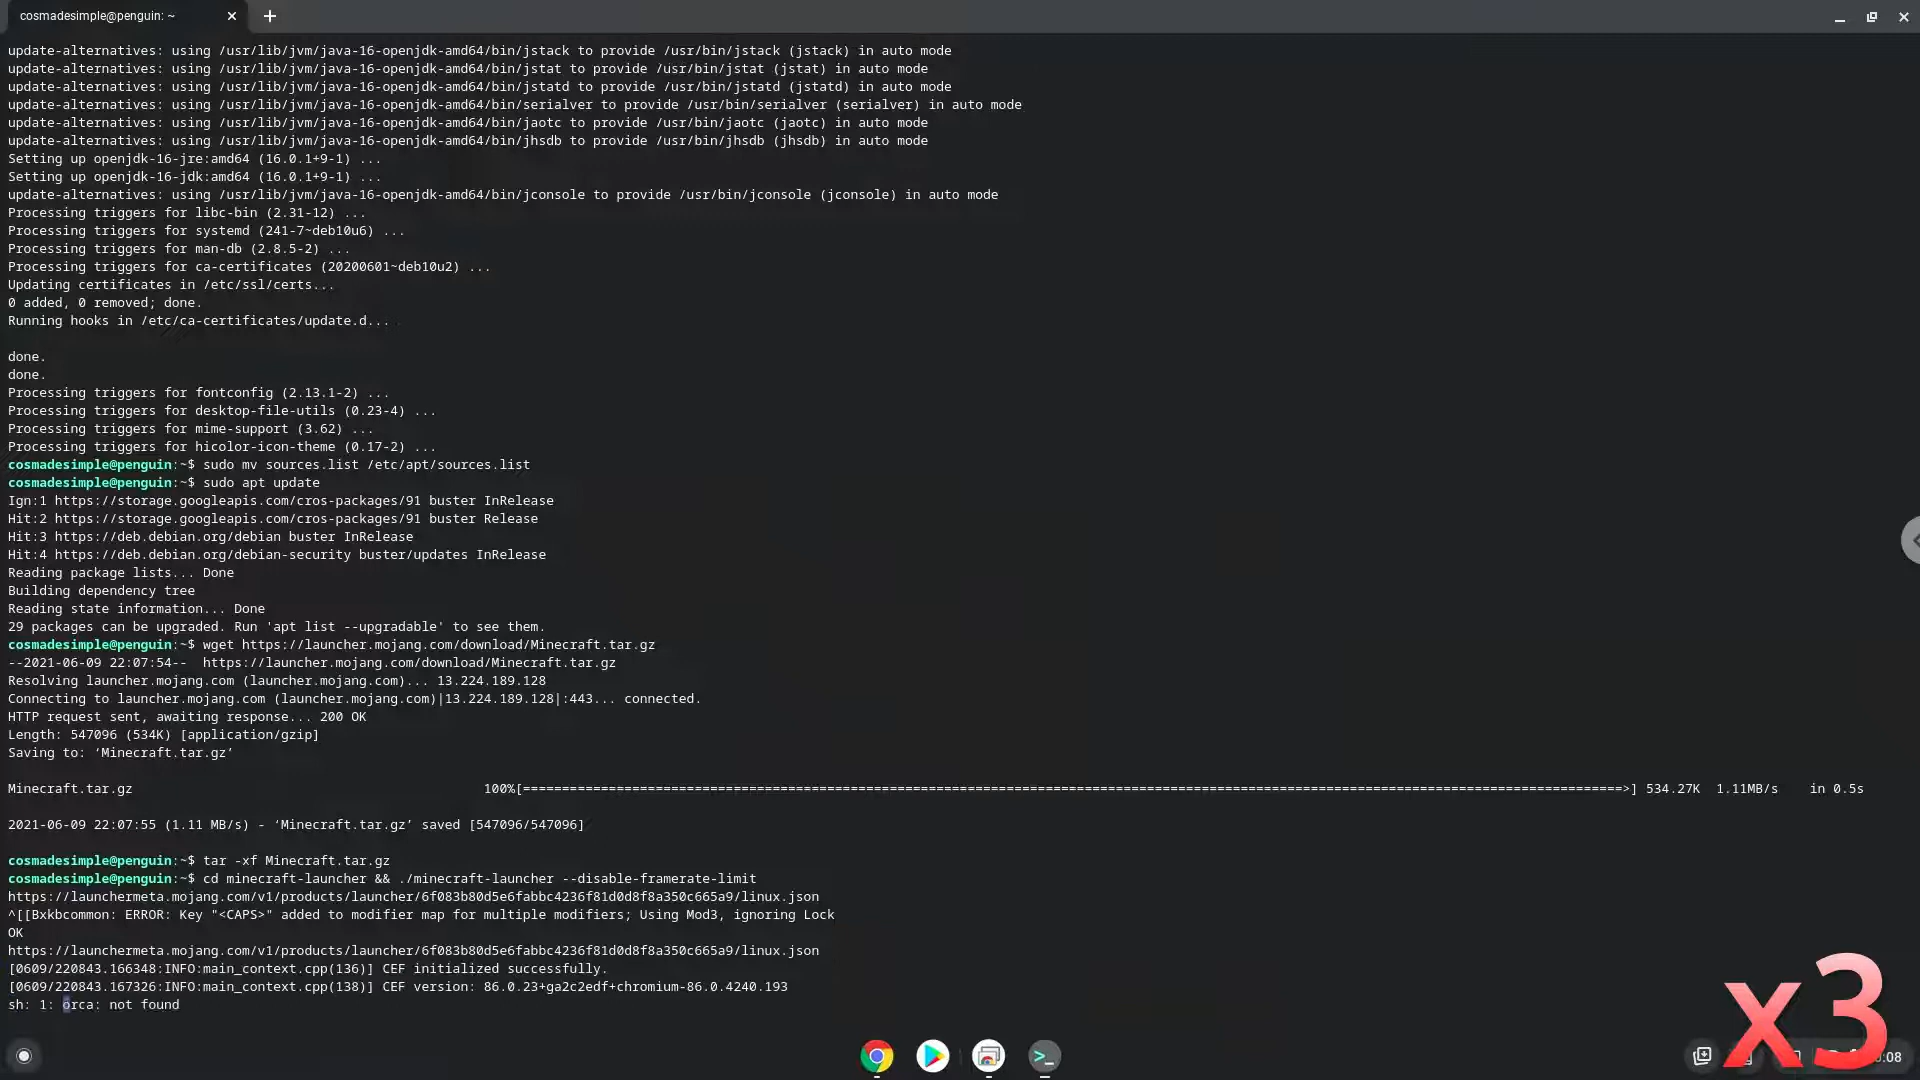 cosmadesimple@penguin: ~
update-alternatives: using /usr/lib/jvm/java-16-openjdk-amd64/bin/jstack to provide /usr/bin/jstack (jstack) in auto mode
update-alternatives: using /usr/lib/jvm/java-16-openjdk-amd64/bin/jstat to provide /usr/bin/jstat (jstat) in auto mode
update-alternatives: using /usr/lib/jvm/java-16-openjdk-amd64/bin/jstatd to provide /usr/bin/jstatd (jstatd) in auto mode
update-alternatives: using /usr/lib/jvm/java-16-openjdk-amd64/bin/serialver to provide /usr/bin/serialver (serialver) in auto mode
update-alternatives: using /usr/lib/jvm/java-16-openjdk-amd64/bin/jaotc to provide /usr/bin/jaotc (jaotc) in auto mode
update-alternatives: using /usr/lib/jvm/java-16-openjdk-amd64/bin/jhsdb to provide /usr/bin/jhsdb (jhsdb) in auto mode
Setting up openjdk-16-jre:amd64 (16.0.1+9-1) ...
Setting up openjdk-16-jdk:amd64 (16.0.1+9-1) ...
update-alternatives: using /usr/lib/jvm/java-16-openjdk-amd64/bin/jconsole to provide /usr/bin/jconsole (jconsole) in auto mode
Processing triggers for libc-bin (2.31-12) ...
Processing triggers for systemd (241-7~deb10u6) ...
Processing triggers for man-db (2.8.5-2) ...
Processing triggers for ca-certificates (20200601~deb10u2) ...
Updating certificates in /etc/ssl/certs...
0 added, 0 removed; done.
Running hooks in /etc/ca-certificates/update.d...
done.
done.
Processing triggers for fontconfig (2.13.1-2) ...
Processing triggers for desktop-file-utils (0.23-4) ...
Processing triggers for mime-support (3.62) ...
Processing triggers for hicolor-icon-theme (0.17-2) ...
cosmadesimple@penguin:~$ sudo mv sources.list /etc/apt/sources.list
cosmadesimple@penguin:~$ sudo apt update
Ign:1 https://storage.googleapis.com/cros-packages/91 buster InRelease
Hit:2 https://storage.googleapis.com/cros-packages/91 buster Release
Hit:3 https://deb.debian.org/debian buster InRelease
Hit:4 https://deb.debian.org/debian-security buster/updates InRelease
Reading package lists... Done
Building dependency tree
Reading state information... Done
29 packages can be upgraded. Run 'apt list --upgradable' to see them.
cosmadesimple@penguin:~$ wget https://launcher.mojang.com/download/Minecraft.tar.gz
--2021-06-09 22:07:54--  https://launcher.mojang.com/download/Minecraft.tar.gz
Resolving launcher.mojang.com (launcher.mojang.com)... 13.224.189.128
Connecting to launcher.mojang.com (launcher.mojang.com)|13.224.189.128|:443... connected.
HTTP request sent, awaiting response... 200 OK
Length: 547096 (534K) [application/gzip]
Saving to: ‘Minecraft.tar.gz’
Minecraft.tar.gz 100%[=============================================================================================================================================>] 534.27K 1.11MB/s in 0.5s
2021-06-09 22:07:55 (1.11 MB/s) - ‘Minecraft.tar.gz’ saved [547096/547096]
cosmadesimple@penguin:~$ tar -xf Minecraft.tar.gz
cosmadesimple@penguin:~$ cd minecraft-launcher && ./minecraft-launcher --disable-framerate-limit
https://launchermeta.mojang.com/v1/products/launcher/6f083b80d5e6fabbc4236f81d0d8f8a350c665a9/linux.json
^[[Bxkbcommon: ERROR: Key "<CAPS>" added to modifier map for multiple modifiers; Using Mod3, ignoring Lock
OK
https://launchermeta.mojang.com/v1/products/launcher/6f083b80d5e6fabbc4236f81d0d8f8a350c665a9/linux.json
[0609/220843.166348:INFO:main_context.cpp(136)] CEF initialized successfully.
[0609/220843.167326:INFO:main_context.cpp(138)] CEF version: 86.0.23+ga2c2edf+chromium-86.0.4240.193
sh: 1: orca: not found
x3
:08